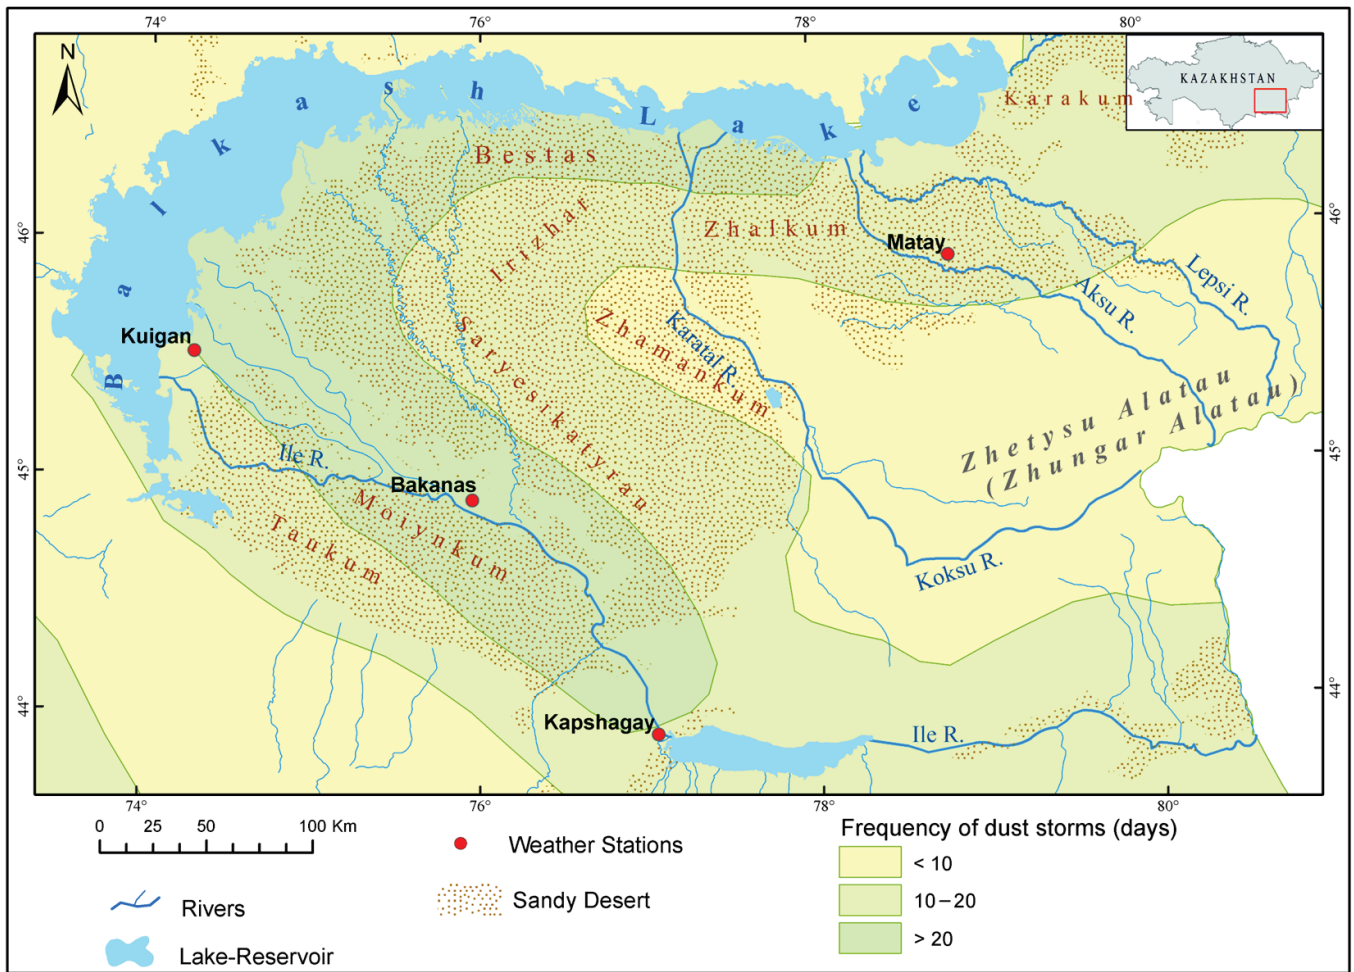 74°
76°
78°
80°
N
KAZAKHSTAN
Balkash Lake
Karakum
Bestas
Irizhar
Zhalkum
46°
46°
Matay
Lepsi R.
Aksu R.
Kuigan
Karatal R.
Zhamankum
Saryesikatyrau
Zhetysu Alatau
(Zhungar Alatau)
45°
45°
Ile R.
Bakanas
Moiynkum
Taukum
Koksu R.
44°
44°
Kapshagay
Ile R.
74°
76°
78°
80°
0 25 50 100 Km
Weather Stations
Sandy Desert
Rivers
Lake-Reservoir
Frequency of dust storms (days)
< 10
10–20
> 20